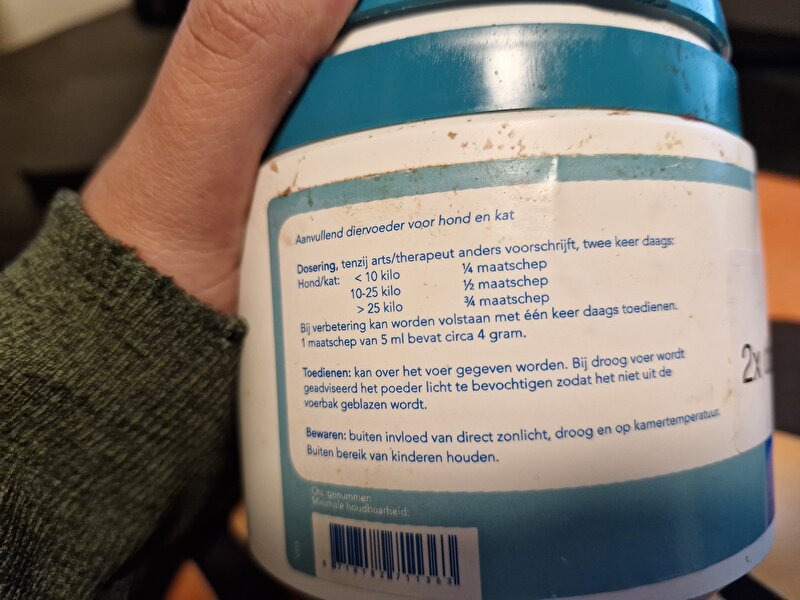 Aanvullend diervoeder voor hond en kat
Dosering, tenzij arts/therapeut anders voorschrijft, twee keer daags:
Hond/kat: < 10 kilo ¼ maatschep
10-25 kilo ½ maatschep
> 25 kilo ¾ maatschep
Bij verbetering kan worden volstaan met één keer daags toedienen.
1 maatschep van 5 ml bevat circa 4 gram.
Toedienen: kan over het voer gegeven worden. Bij droog voer wordt
geadviseerd het poeder licht te bevochtigen zodat het niet uit de
voerbak geblazen wordt.
Bewaren: buiten invloed van direct zonlicht, droog en op kamertemperatuur.
Buiten bereik van kinderen houden.
Chargenummer:
Minimale houdbaarheid:
8 718182 711363
2x